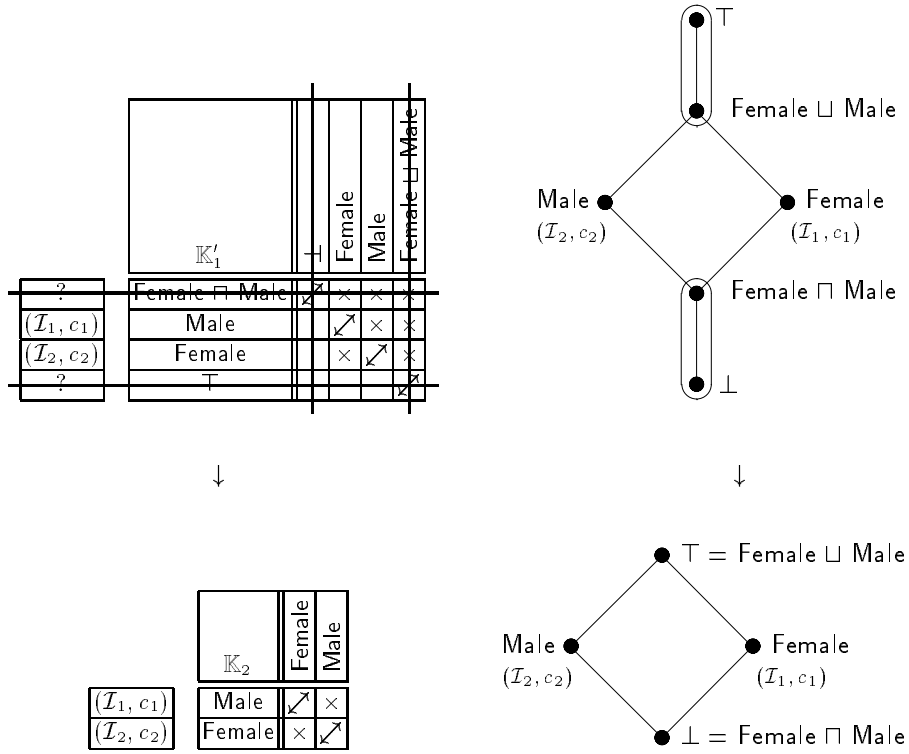 ⊤
Female ⊔ Male
Male
(ℐ₂, c₂)
Female
(ℐ₁, c₁)
Female ⊓ Male
⊥
𝕂′₁ ⊥ Female Male Female ⊔ Male
? Female ⊓ Male ↗↙ × × ×
(ℐ₁, c₁) Male ↗↙ × ×
(ℐ₂, c₂) Female × ↗↙ ×
? ⊤ ↗↙
↓ ↓
𝕂₂ Female Male
(ℐ₁, c₁) Male ↗↙ ×
(ℐ₂, c₂) Female × ↗↙
⊤ = Female ⊔ Male
Male
(ℐ₂, c₂)
Female
(ℐ₁, c₁)
⊥ = Female ⊓ Male